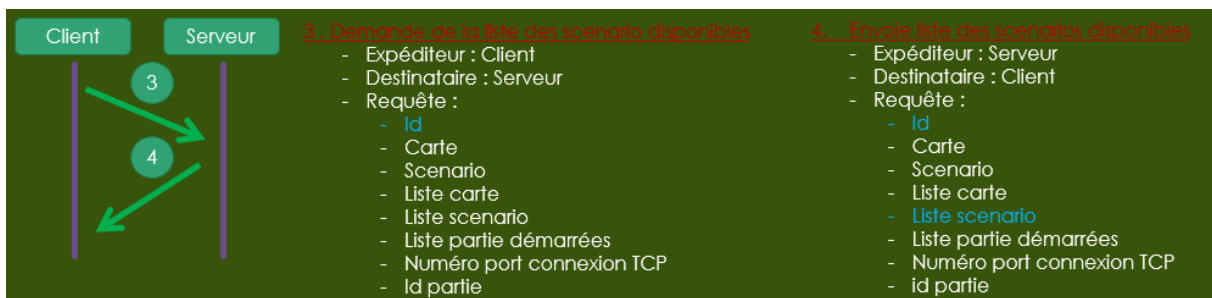 Client
Serveur
3
4
3 . Demande de la liste des scenario disponibles
- Expéditeur : Client
- Destinataire : Serveur
- Requête :
- Id
- Carte
- Scenario
- Liste carte
- Liste scenario
- Liste partie démarrées
- Numéro port connexion TCP
- Id partie
4. Envoie liste des scenarios disponibles
- Expéditeur : Serveur
- Destinataire : Client
- Requête :
- Id
- Carte
- Scenario
- Liste carte
- Liste scenario
- Liste partie démarrées
- Numéro port connexion TCP
- id partie